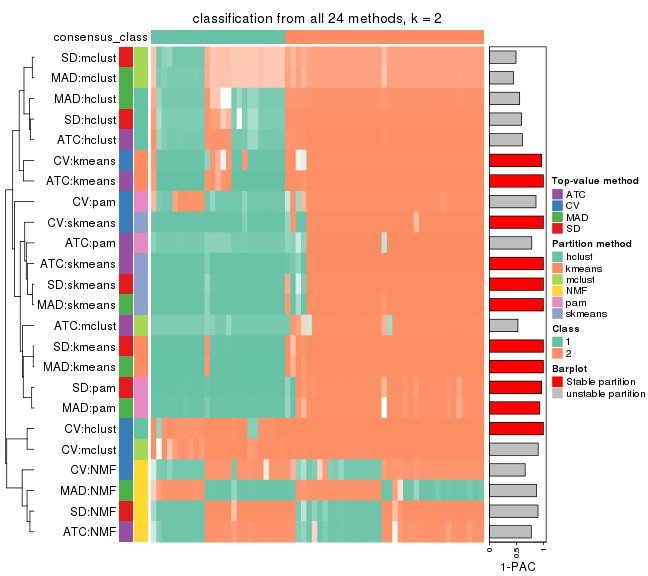 classification from all 24 methods, k = 2
consensus_class
SD:mclust
MAD:mclust
MAD:hclust
SD:hclust
ATC:hclust
CV:kmeans
ATC:kmeans
CV:pam
CV:skmeans
ATC:pam
ATC:skmeans
SD:skmeans
MAD:skmeans
ATC:mclust
SD:kmeans
MAD:kmeans
SD:pam
MAD:pam
CV:hclust
CV:mclust
CV:NMF
MAD:NMF
SD:NMF
ATC:NMF
0
0.5
1
1-PAC
Top-value method
ATC
CV
MAD
SD
Partition method
hclust
kmeans
mclust
NMF
pam
skmeans
Class
1
2
Barplot
Stable partition
unstable partition